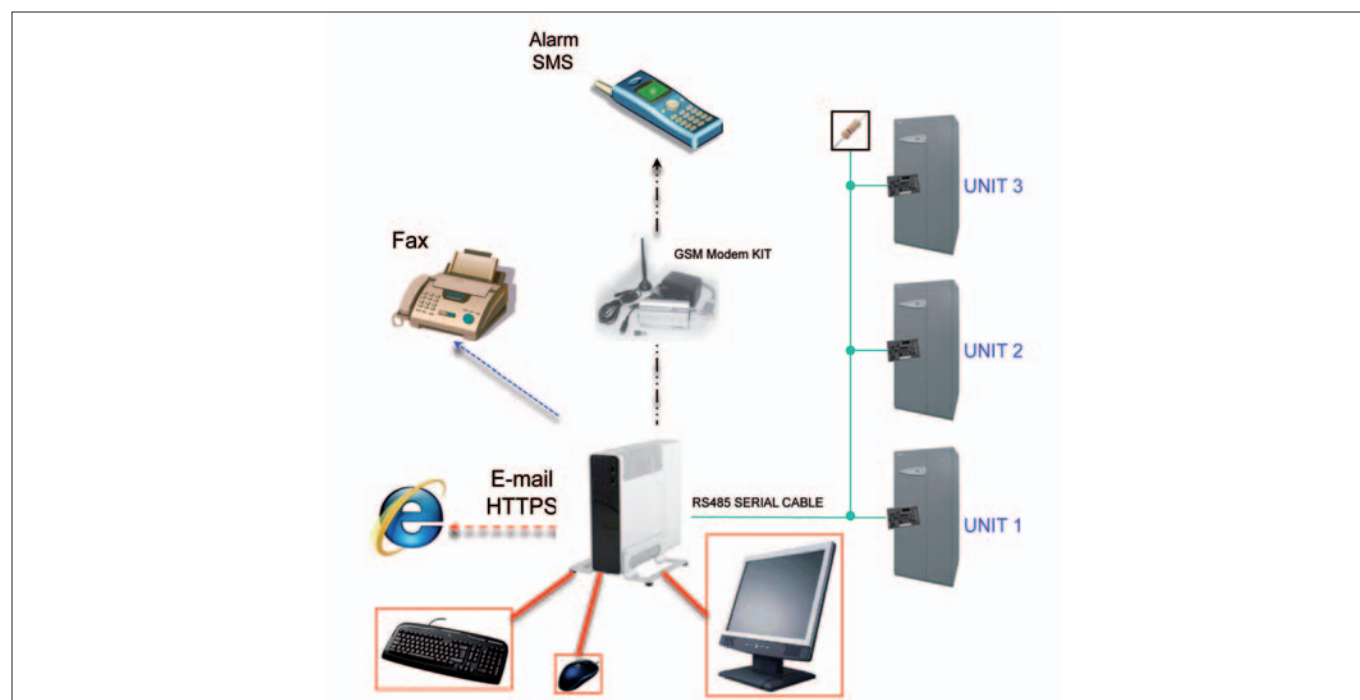 Alarm
SMS
UNIT 3
Fax
GSM Modem KIT
UNIT 2
E-mail
HTTPS
RS485 SERIAL CABLE
UNIT 1